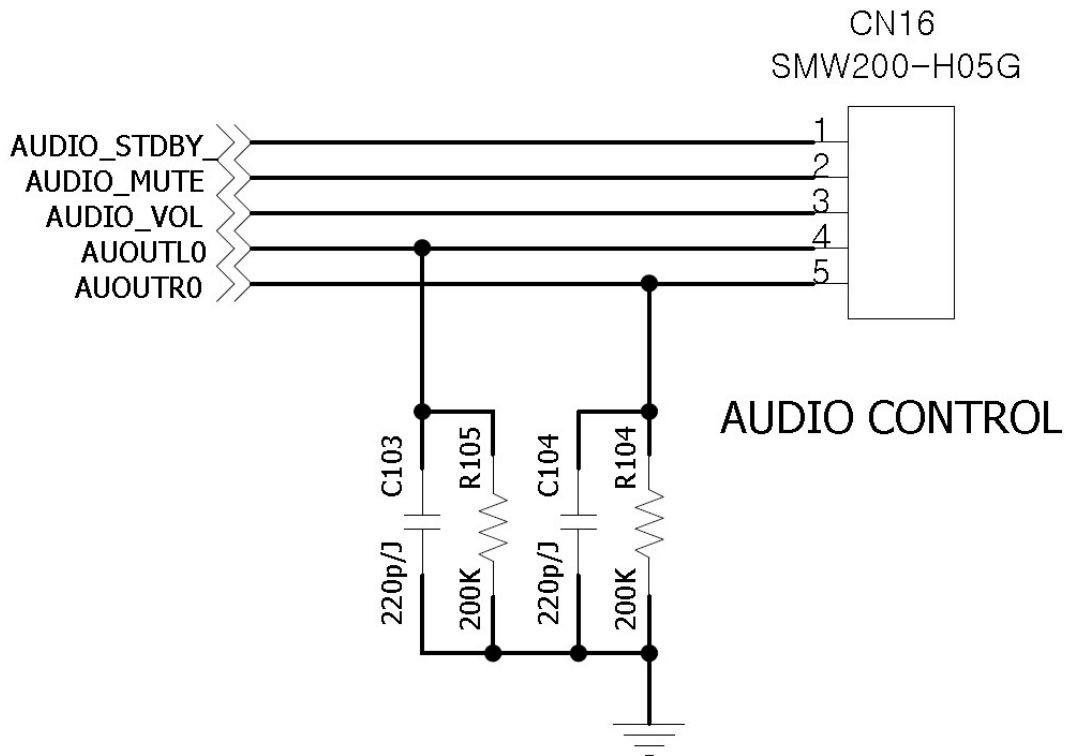 CN16
SMW200-H05G
AUDIO_STDBY_
1
AUDIO_MUTE
2
AUDIO_VOL
3
AUOUTL0
4
AUOUTR0
5
AUDIO CONTROL
C103
R105
C104
R104
220p/J
200K
220p/J
200K